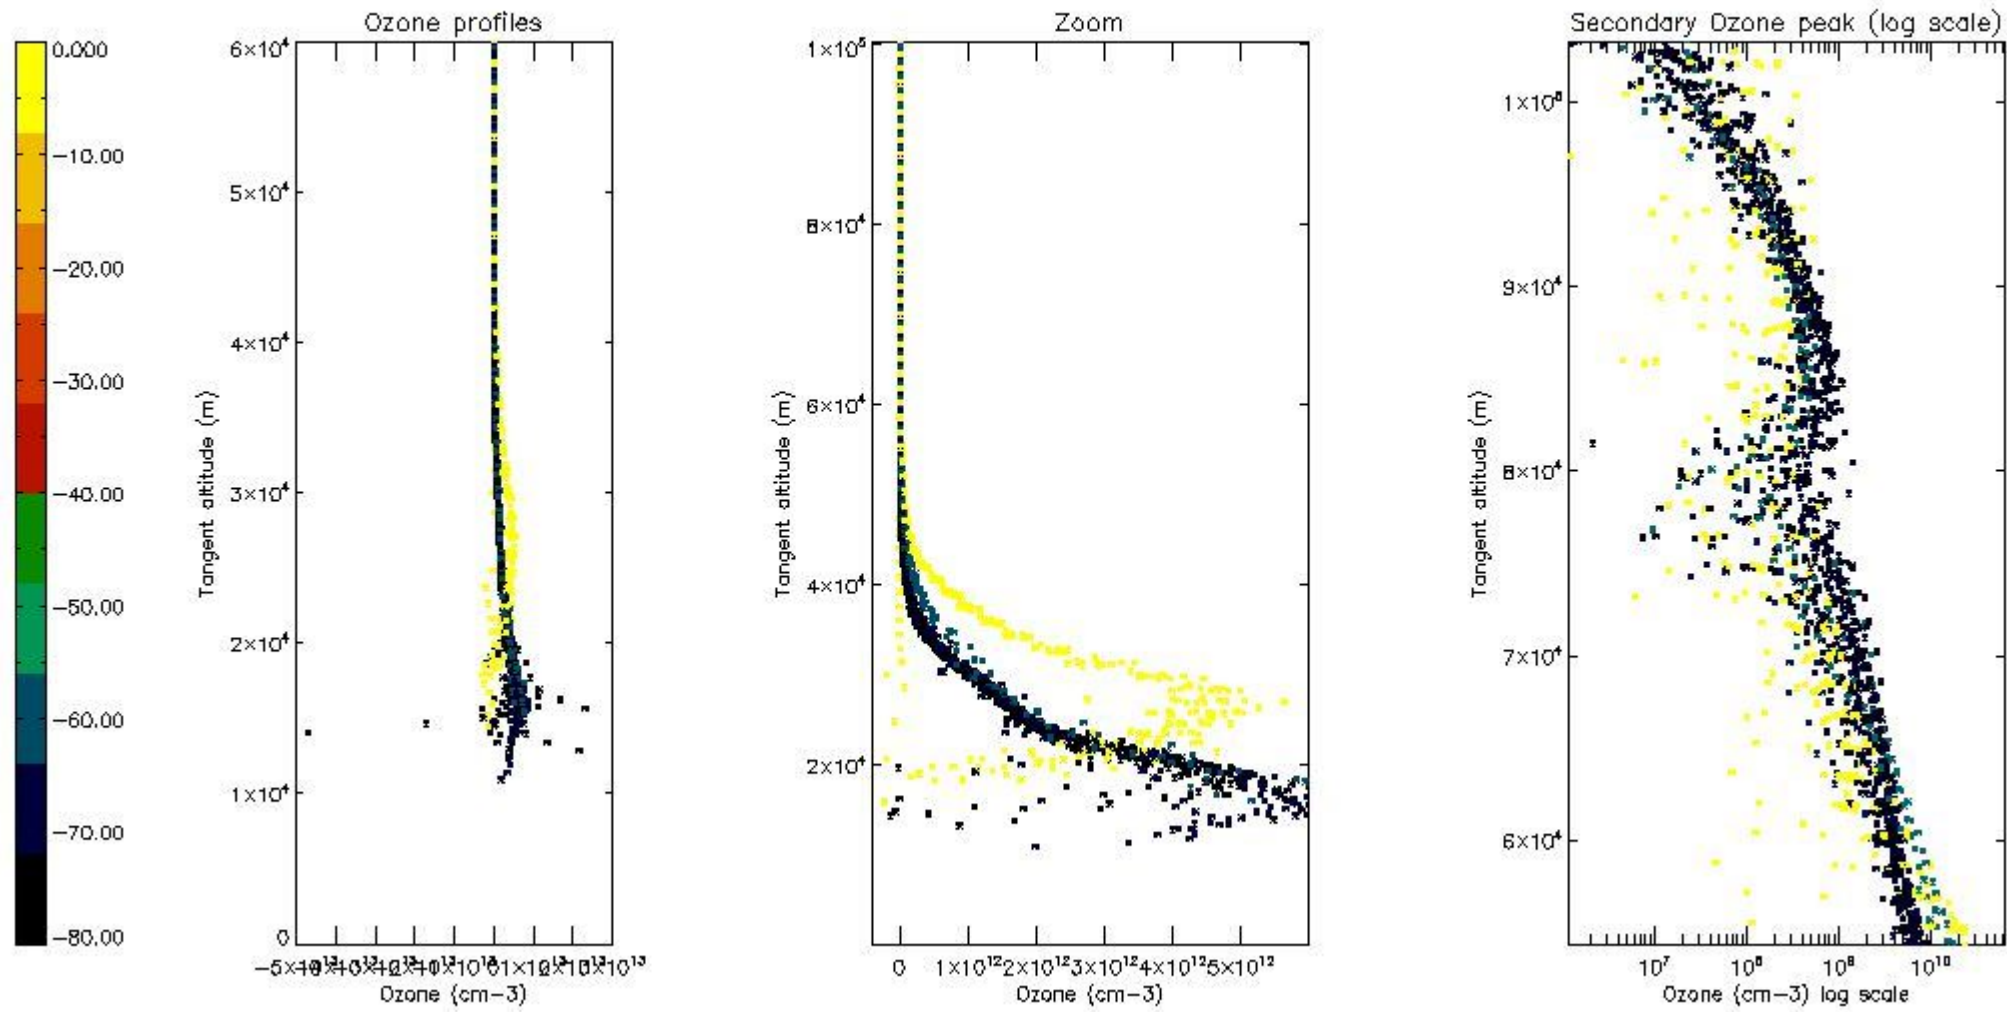 Ozone profiles
Zoom
Secondary Ozone peak (log scale)
0.000
−10.00
−20.00
−30.00
−40.00
−50.00
−60.00
−70.00
−80.00
6×10⁴
5×10⁴
4×10⁴
3×10⁴
2×10⁴
1×10⁴
0
Tangent altitude (m)
Ozone (cm−3)
1×10⁵
8×10⁴
6×10⁴
4×10⁴
2×10⁴
Tangent altitude (m)
0 1×10¹² 2×10¹² 3×10¹² 4×10¹² 5×10¹²
Ozone (cm−3)
1×10⁵
9×10⁴
8×10⁴
7×10⁴
6×10⁴
Tangent altitude (m)
10⁷ 10⁸ 10⁹ 10¹⁰
Ozone (cm−3) log scale